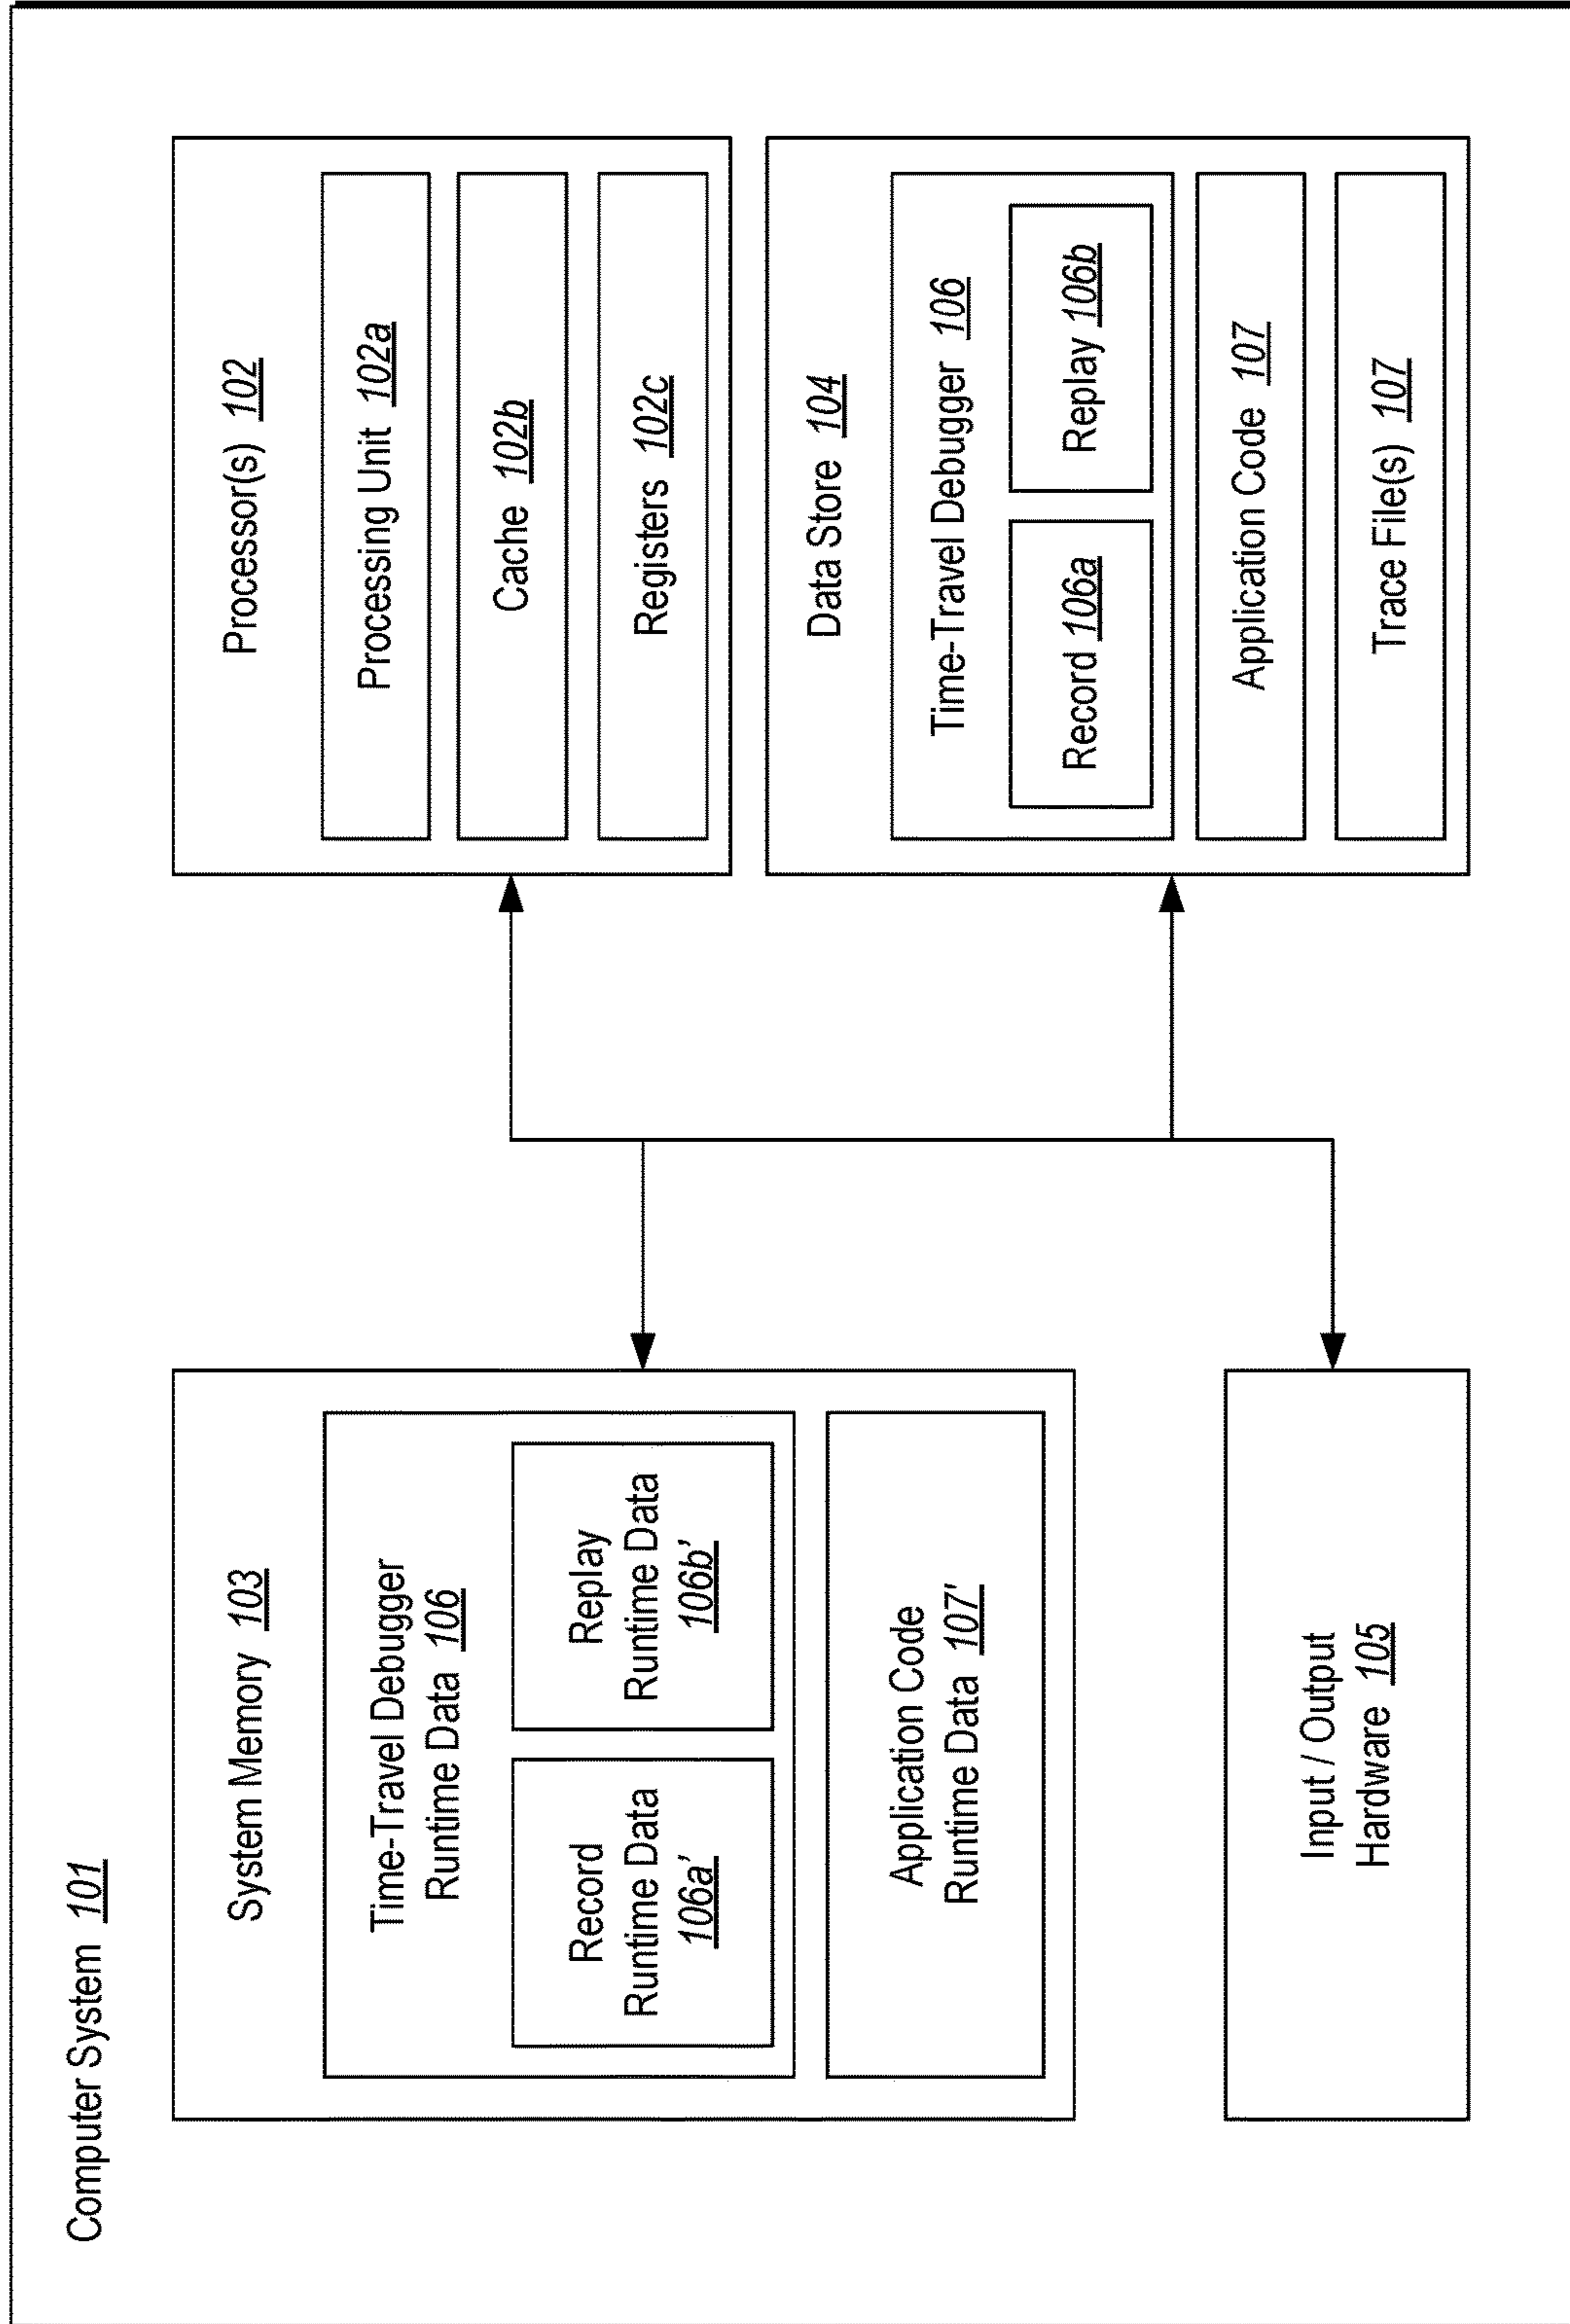 Computer System 101
System Memory 103
Time-Travel Debugger
Runtime Data 106
Record
Runtime Data
106a'
Replay
Runtime Data
106b'
Application Code
Runtime Data 107'
Input / Output
Hardware 105
Processor(s) 102
Processing Unit 102a
Cache 102b
Registers 102c
Data Store 104
Time-Travel Debugger 106
Record 106a
Replay 106b
Application Code 107
Trace File(s) 107